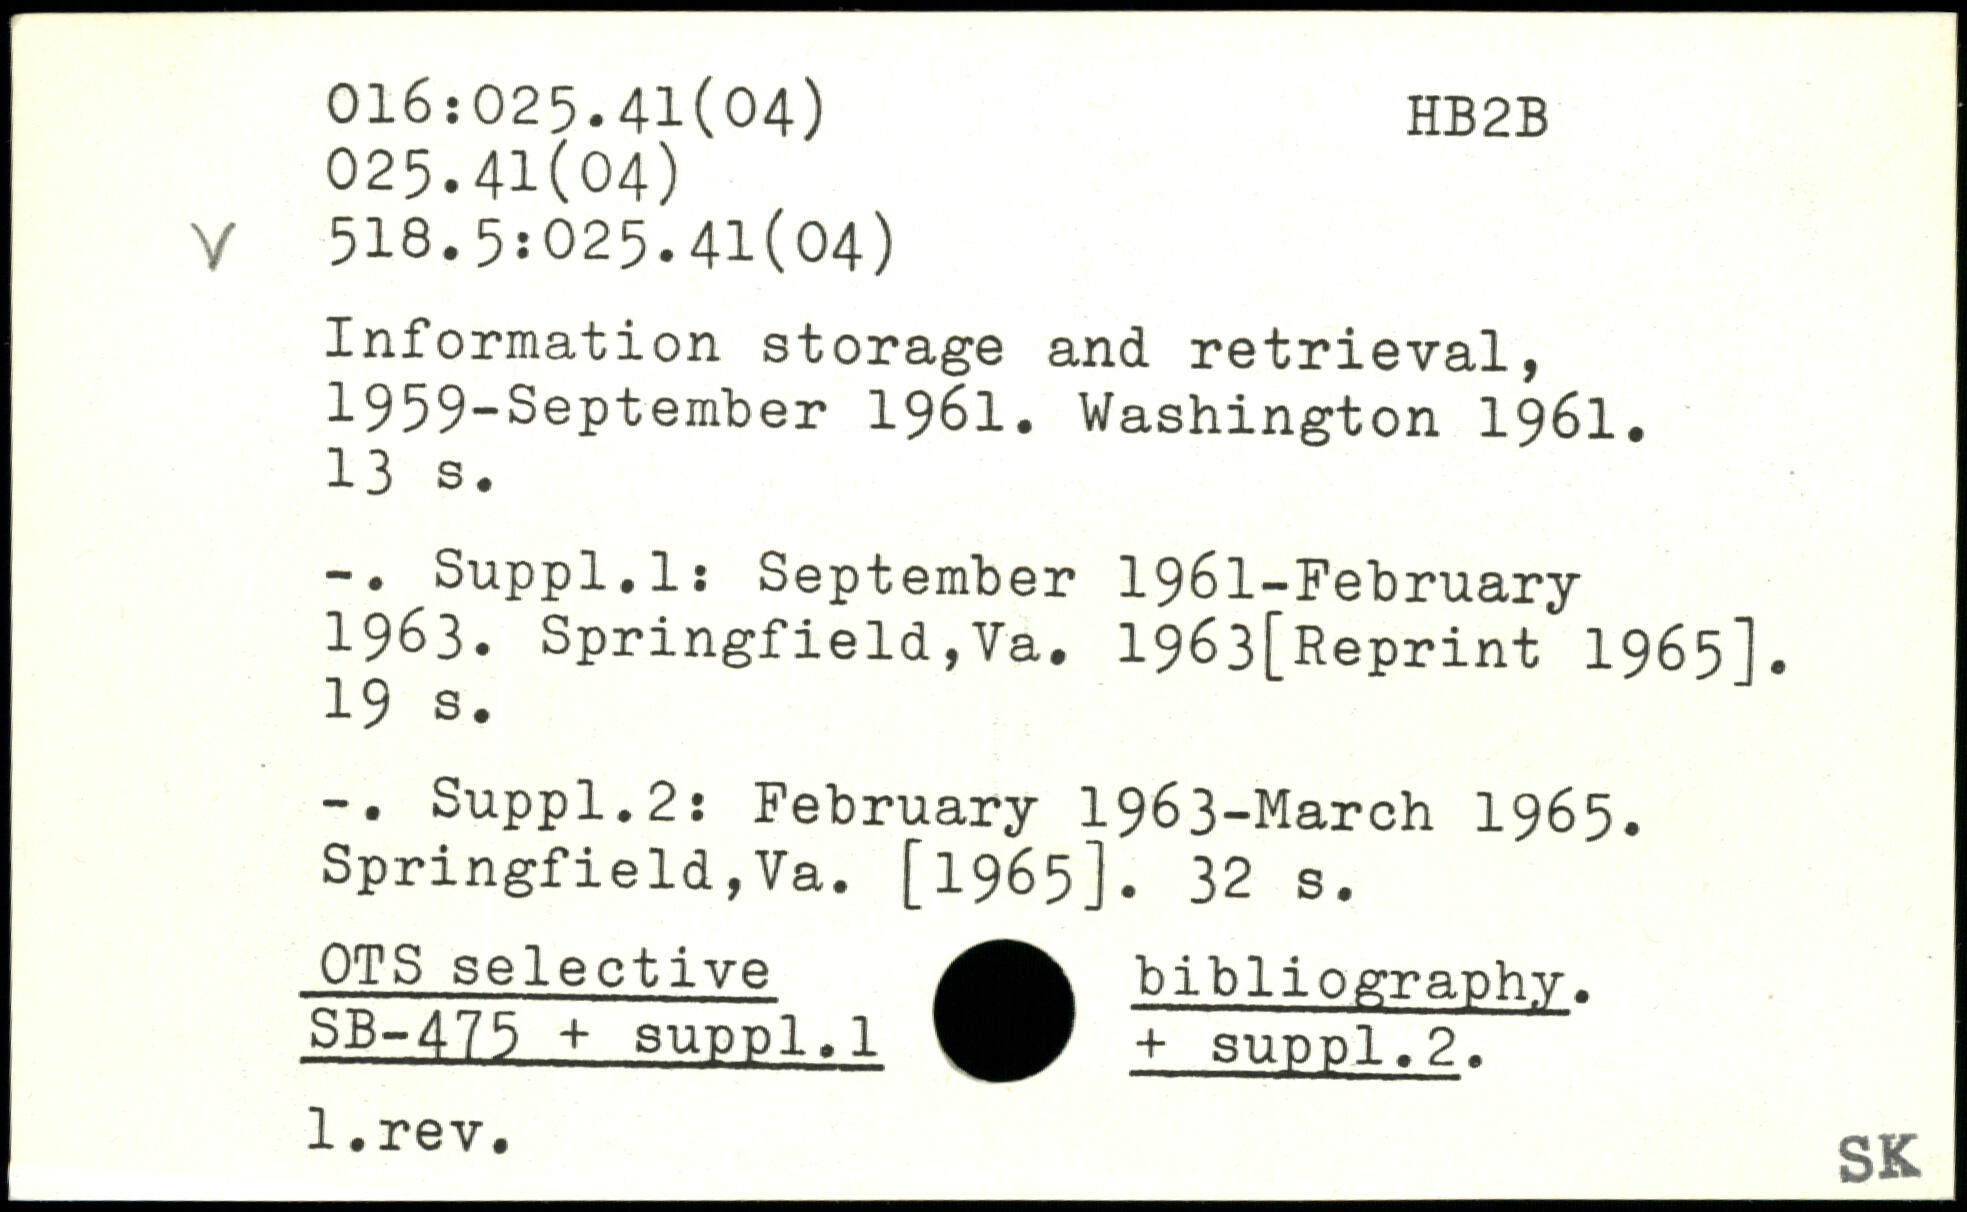 016:025.41(04) HB2B
025.41(04)
V 518.5:025.41(04)
Information storage and retrieval,
1959-September 1961. Washington 1961.
13 s.
-. Suppl.1: September 1961-February
1963. Springfield,Va. 1963[Reprint 1965].
19 s.
-. Suppl.2: February 1963-March 1965.
Springfield,Va. [1965]. 32 s.
OTS selective bibliography.
SB-475 + suppl.1 + suppl.2.
1.rev.
SK